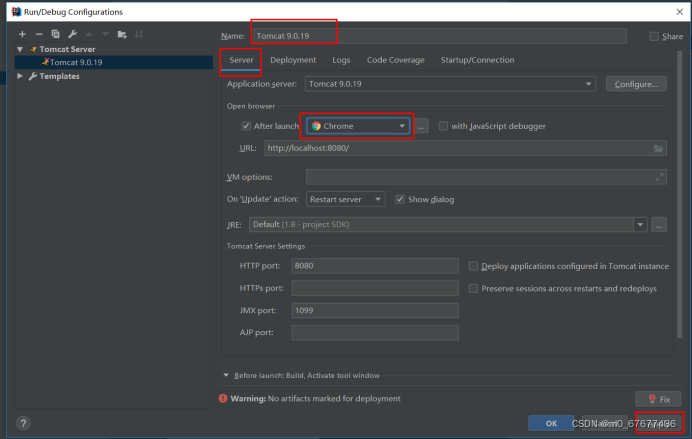 Run/Debug Configurations
Name: Tomcat 9.0.19
Share
Tomcat Server
Tomcat 9.0.19
Templates
Server Deployment Logs Code Coverage Startup/Connection
Application server: Tomcat 9.0.19 Configure...
Open browser
After launch Chrome ... with JavaScript debugger
URL: http://localhost:8080/
VM options:
On 'Update' action: Restart server Show dialog
JRE: Default (1.8 - project SDK) ...
Tomcat Server Settings
HTTP port: 8080 Deploy applications configured in Tomcat instance
HTTPs port: Preserve sessions across restarts and redeploys
JMX port: 1099
AJP port:
Before launch: Build, Activate tool window
Warning: No artifacts marked for deployment Fix
? OK
CSDN @m0_67677436